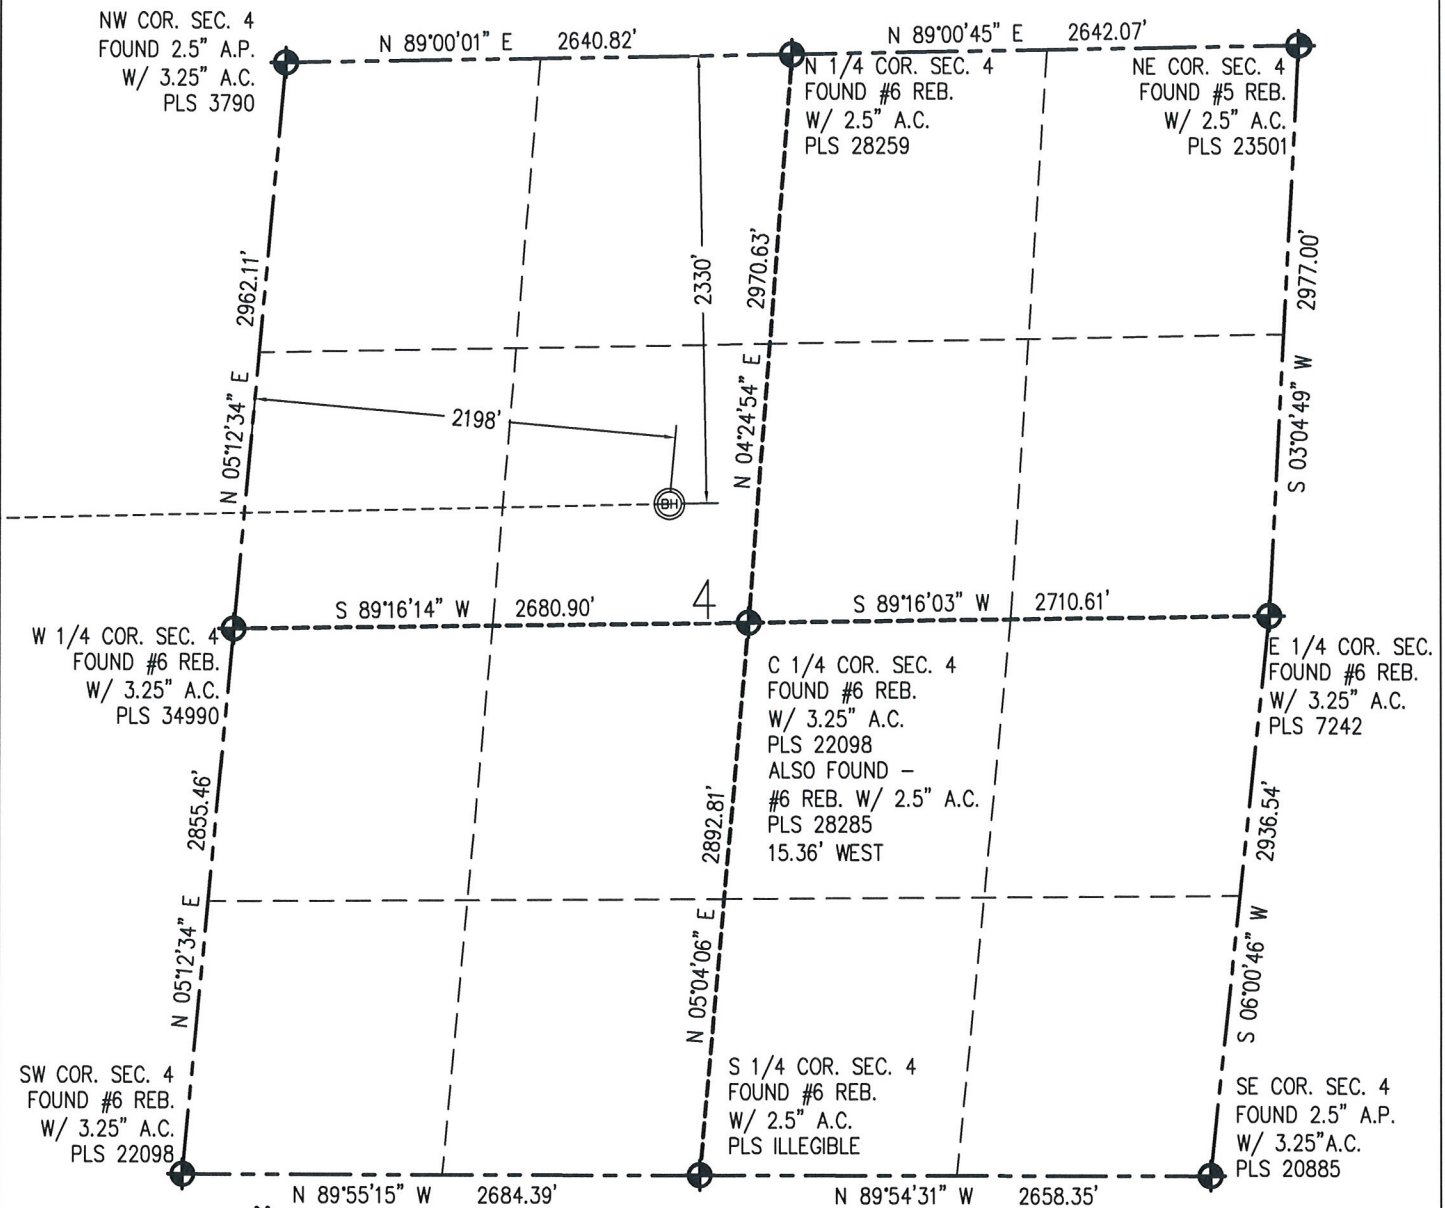 NW COR. SEC. 4
FOUND 2.5" A.P.
W/ 3.25" A.C.
PLS 3790
N 89°00'01" E 2640.82'
N 89°00'45" E 2642.07'
N 1/4 COR. SEC. 4
FOUND #6 REB.
W/ 2.5" A.C.
PLS 28259
NE COR. SEC. 4
FOUND #5 REB.
W/ 2.5" A.C.
PLS 23501
N 05°12'34" E 2962.11'
2330'
N 04°24'54" E 2970.63'
S 03°04'49" W 2977.00'
2198'
BH
S 89°16'14" W 2680.90'
4
S 89°16'03" W 2710.61'
W 1/4 COR. SEC. 4
FOUND #6 REB.
W/ 3.25" A.C.
PLS 34990
C 1/4 COR. SEC. 4
FOUND #6 REB.
W/ 3.25" A.C.
PLS 22098
ALSO FOUND –
#6 REB. W/ 2.5" A.C.
PLS 28285
15.36' WEST
E 1/4 COR. SEC.
FOUND #6 REB.
W/ 3.25" A.C.
PLS 7242
N 05°12'34" E 2855.46'
N 05°04'06" E 2892.81'
S 06°00'46" W 2936.54'
SW COR. SEC. 4
FOUND #6 REB.
W/ 3.25" A.C.
PLS 22098
S 1/4 COR. SEC. 4
FOUND #6 REB.
W/ 2.5" A.C.
PLS ILLEGIBLE
SE COR. SEC. 4
FOUND 2.5" A.P.
W/ 3.25"A.C.
PLS 20885
N 89°55'15" W 2684.39'
N 89°54'31" W 2658.35'